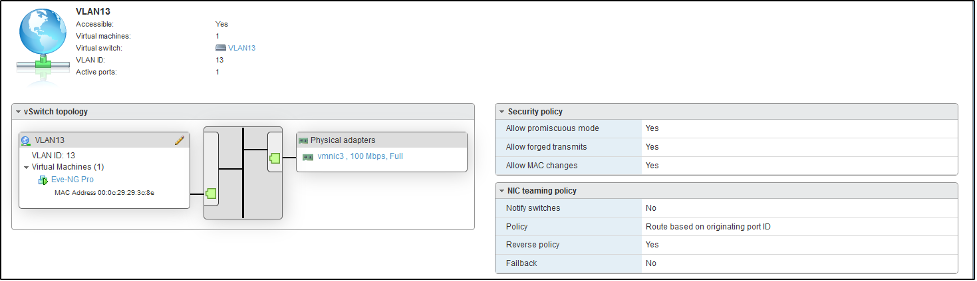 VLAN13
Accessible: Yes
Virtual machines: 1
Virtual switch: VLAN13
VLAN ID: 13
Active ports: 1
vSwitch topology
VLAN13
VLAN ID: 13
Virtual Machines (1)
Eve-NG Pro
MAC Address 00:0c:29:29:3c:8e
Physical adapters
vmnic3 , 100 Mbps, Full
Security policy
Allow promiscuous mode Yes
Allow forged transmits Yes
Allow MAC changes Yes
NIC teaming policy
Notify switches No
Policy Route based on originating port ID
Reverse policy Yes
Failback No